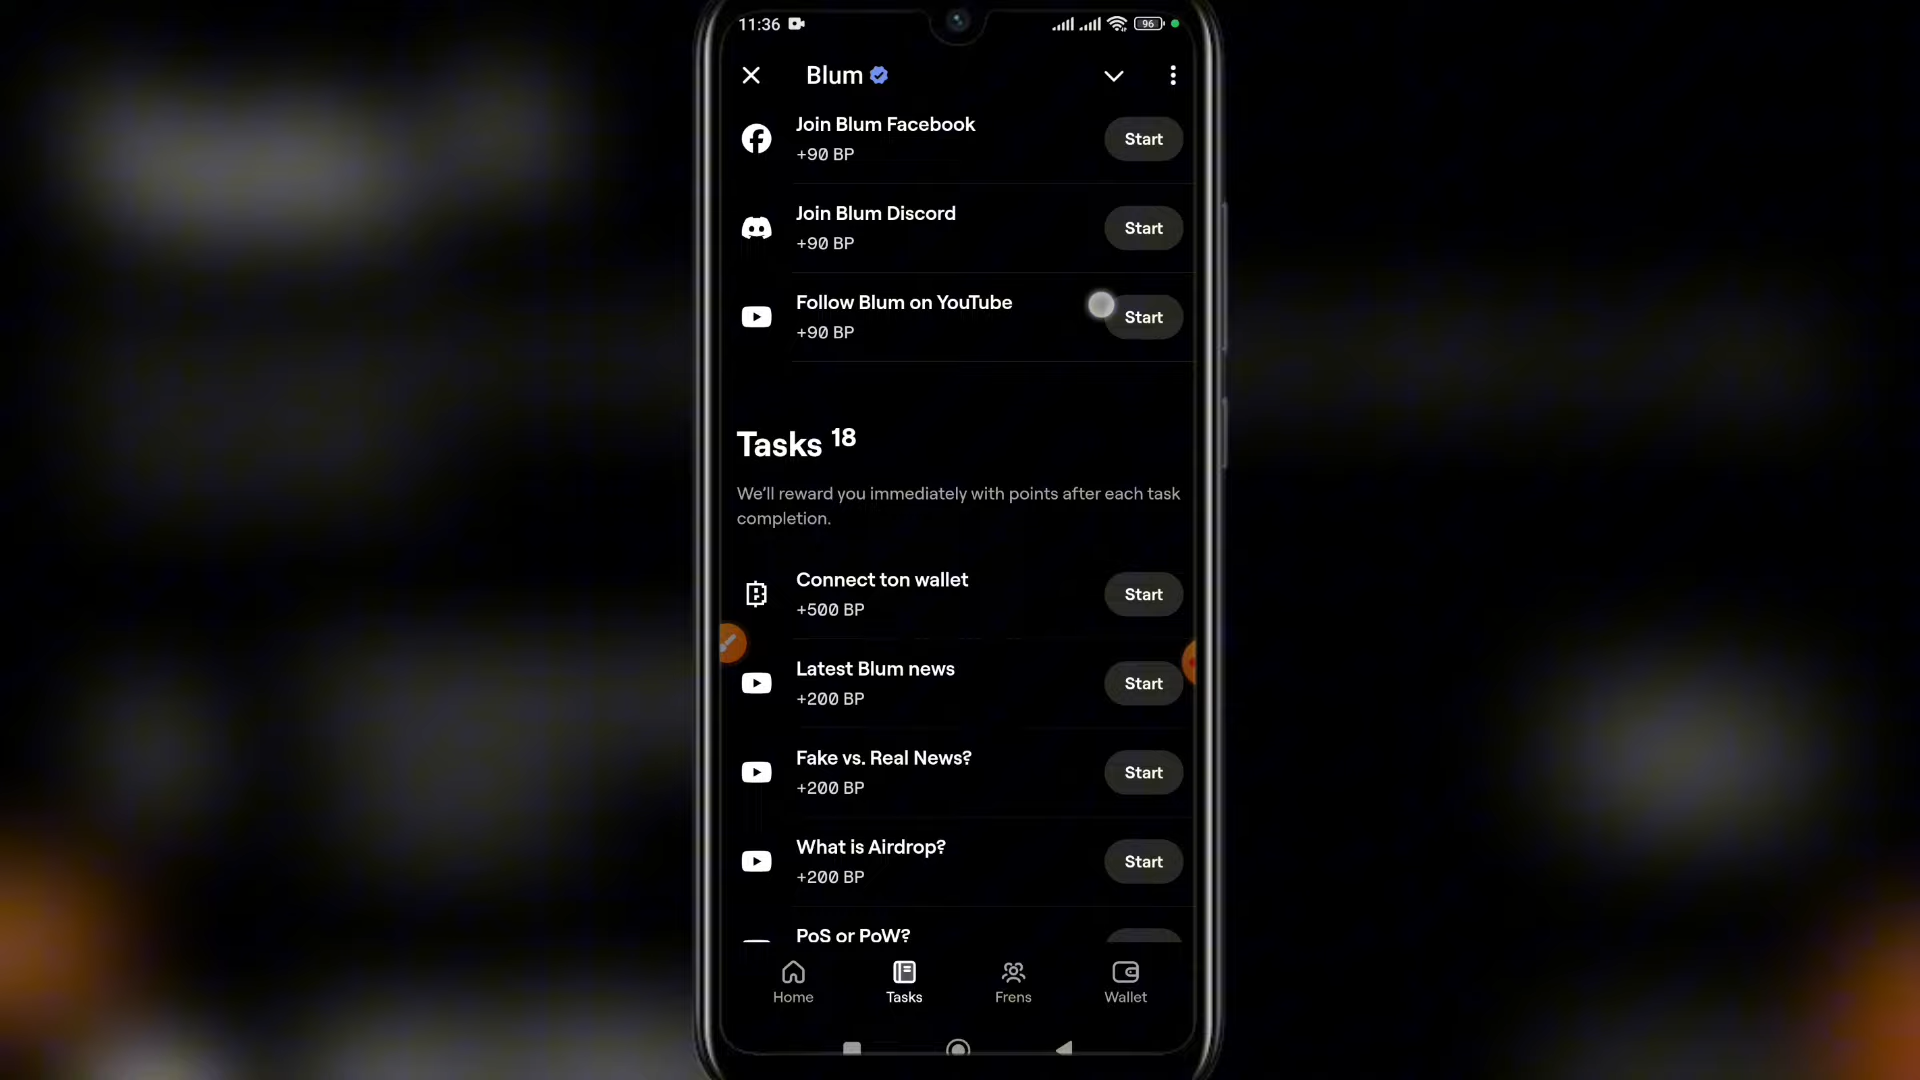 11:36
96
Blum
Join Blum Facebook
+90 BP
Start
Join Blum Discord
+90 BP
Start
Follow Blum on YouTube
+90 BP
Start
Tasks 18
We'll reward you immediately with points after each task
completion.
Connect ton wallet
+500 BP
Start
Latest Blum news
+200 BP
Start
Fake vs. Real News?
+200 BP
Start
What is Airdrop?
+200 BP
Start
PoS or PoW?
Home
Tasks
Frens
Wallet